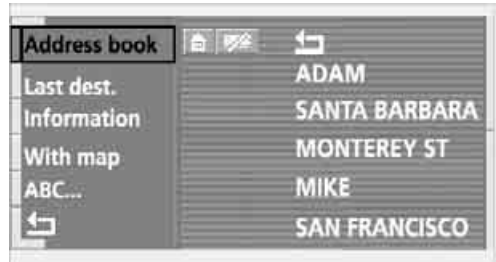 Address book
Last dest.
Information
With map
ABC...
ADAM
SANTA BARBARA
MONTEREY ST
MIKE
SAN FRANCISCO